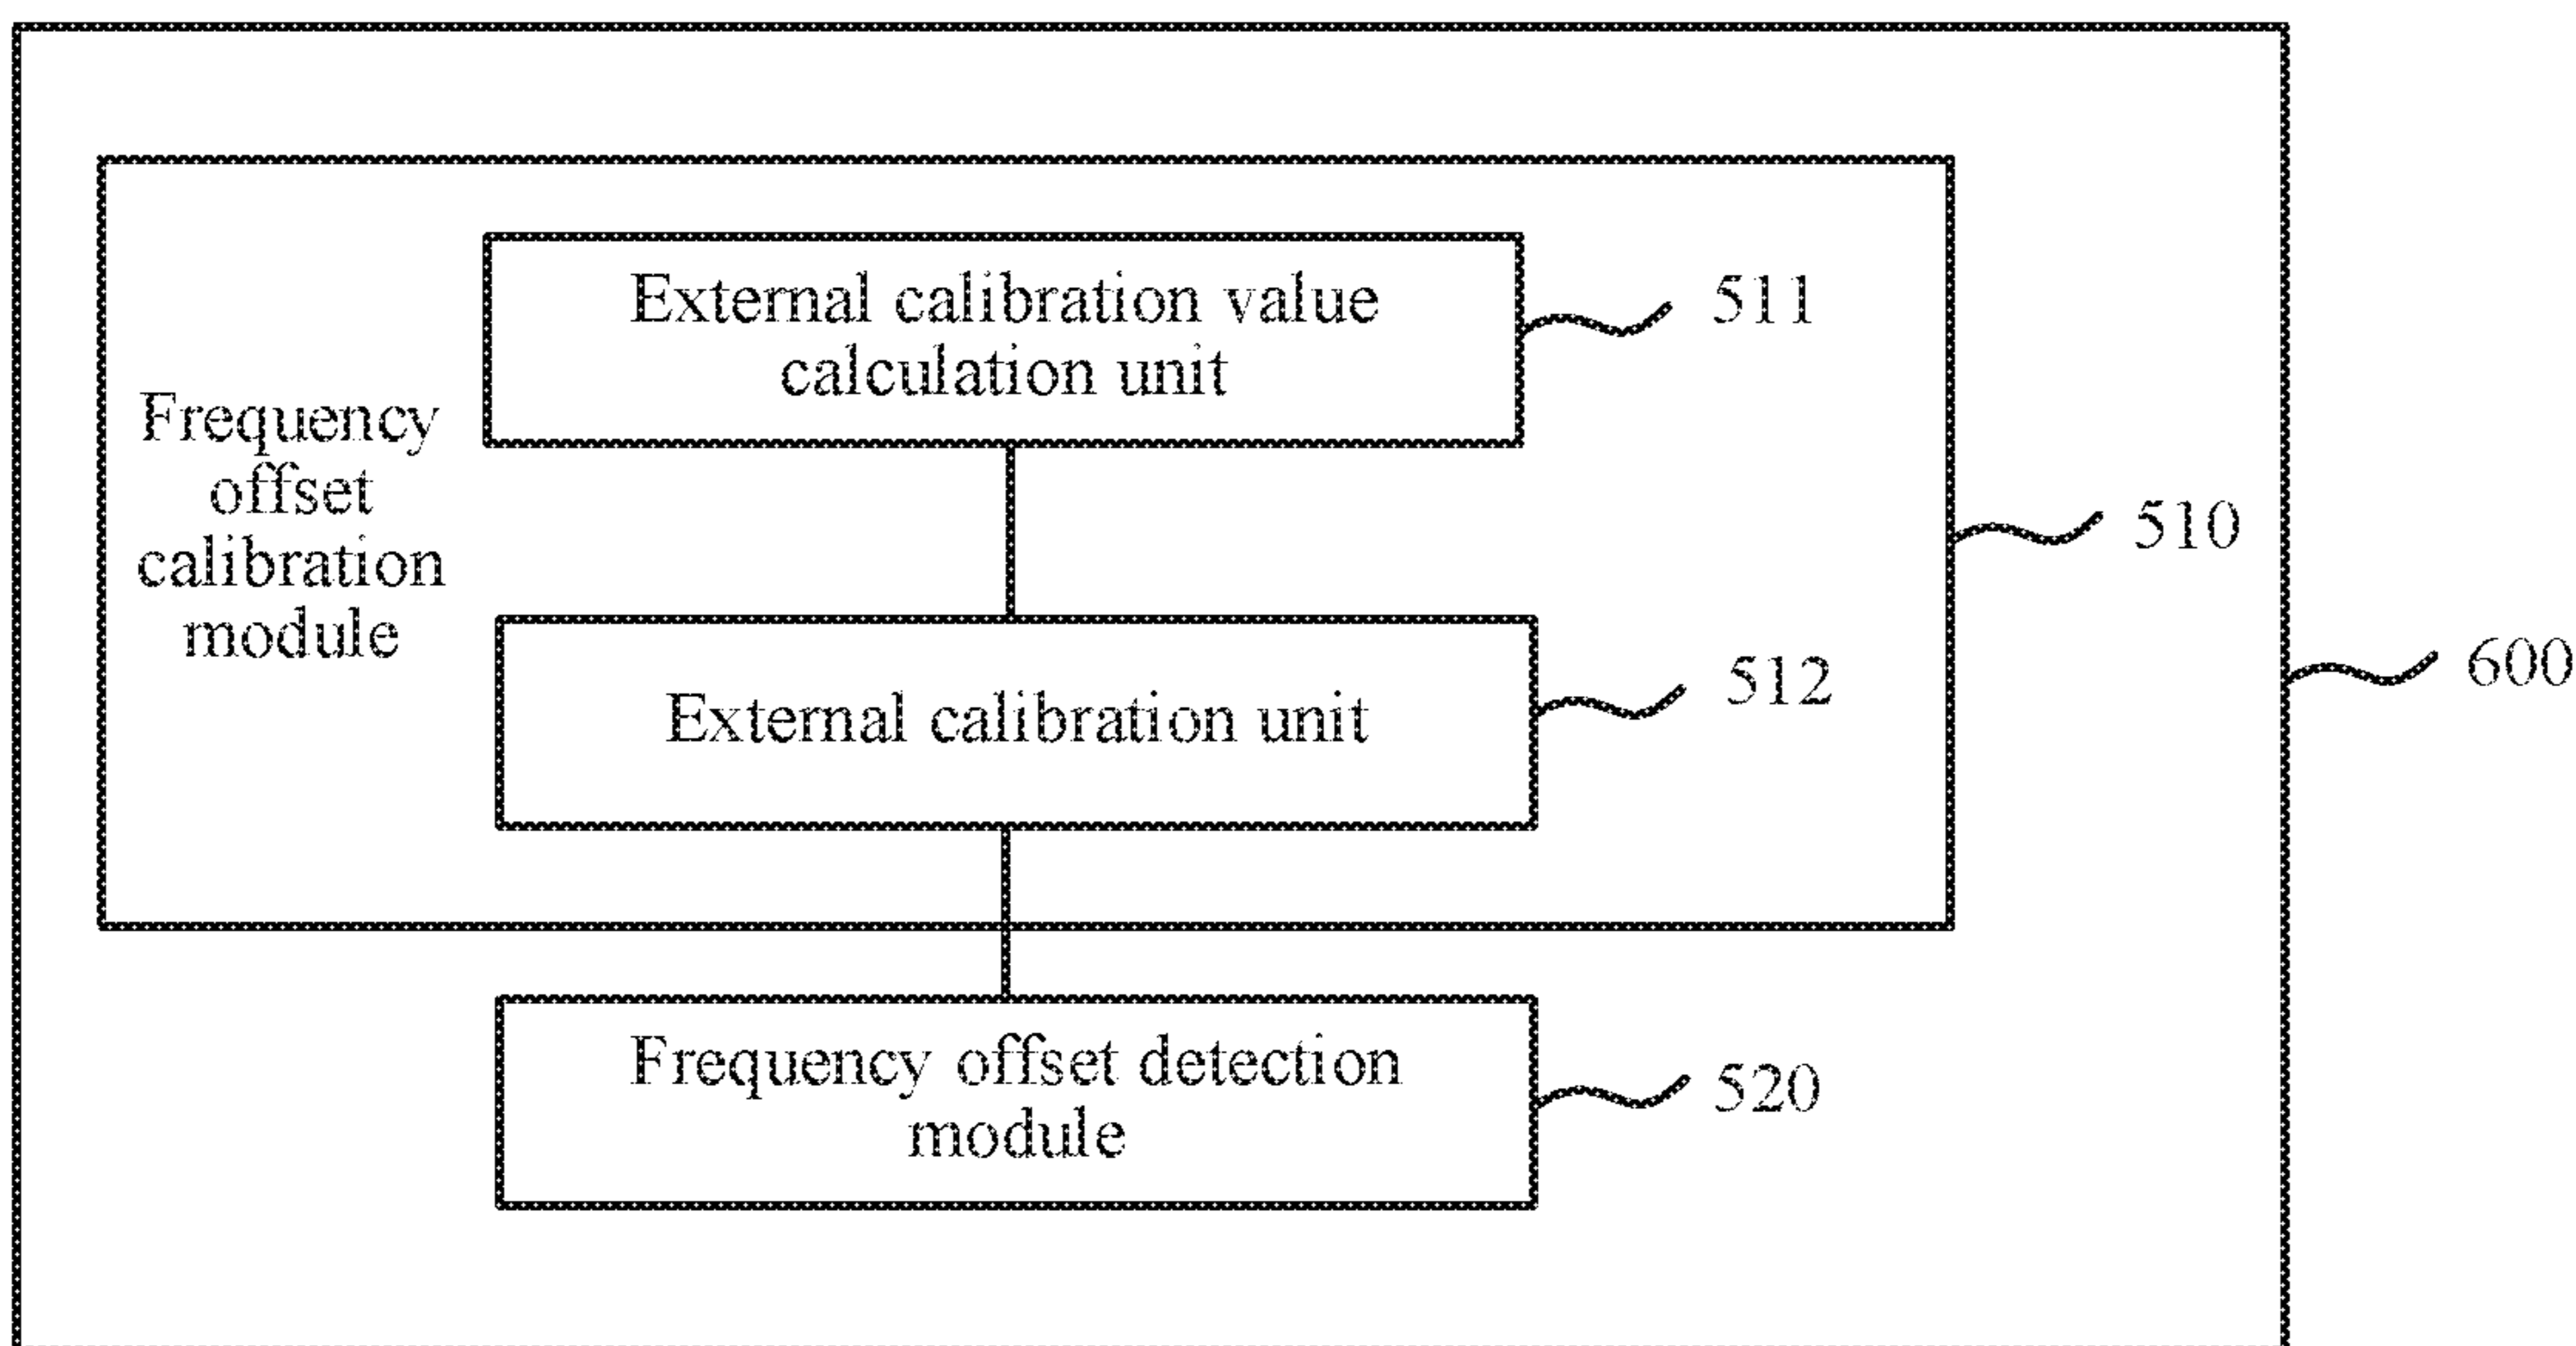 External calibration value
calculation unit
511
Frequency
offset
calibration
module
510
External calibration unit
512
600
Frequency offset detection
module
520